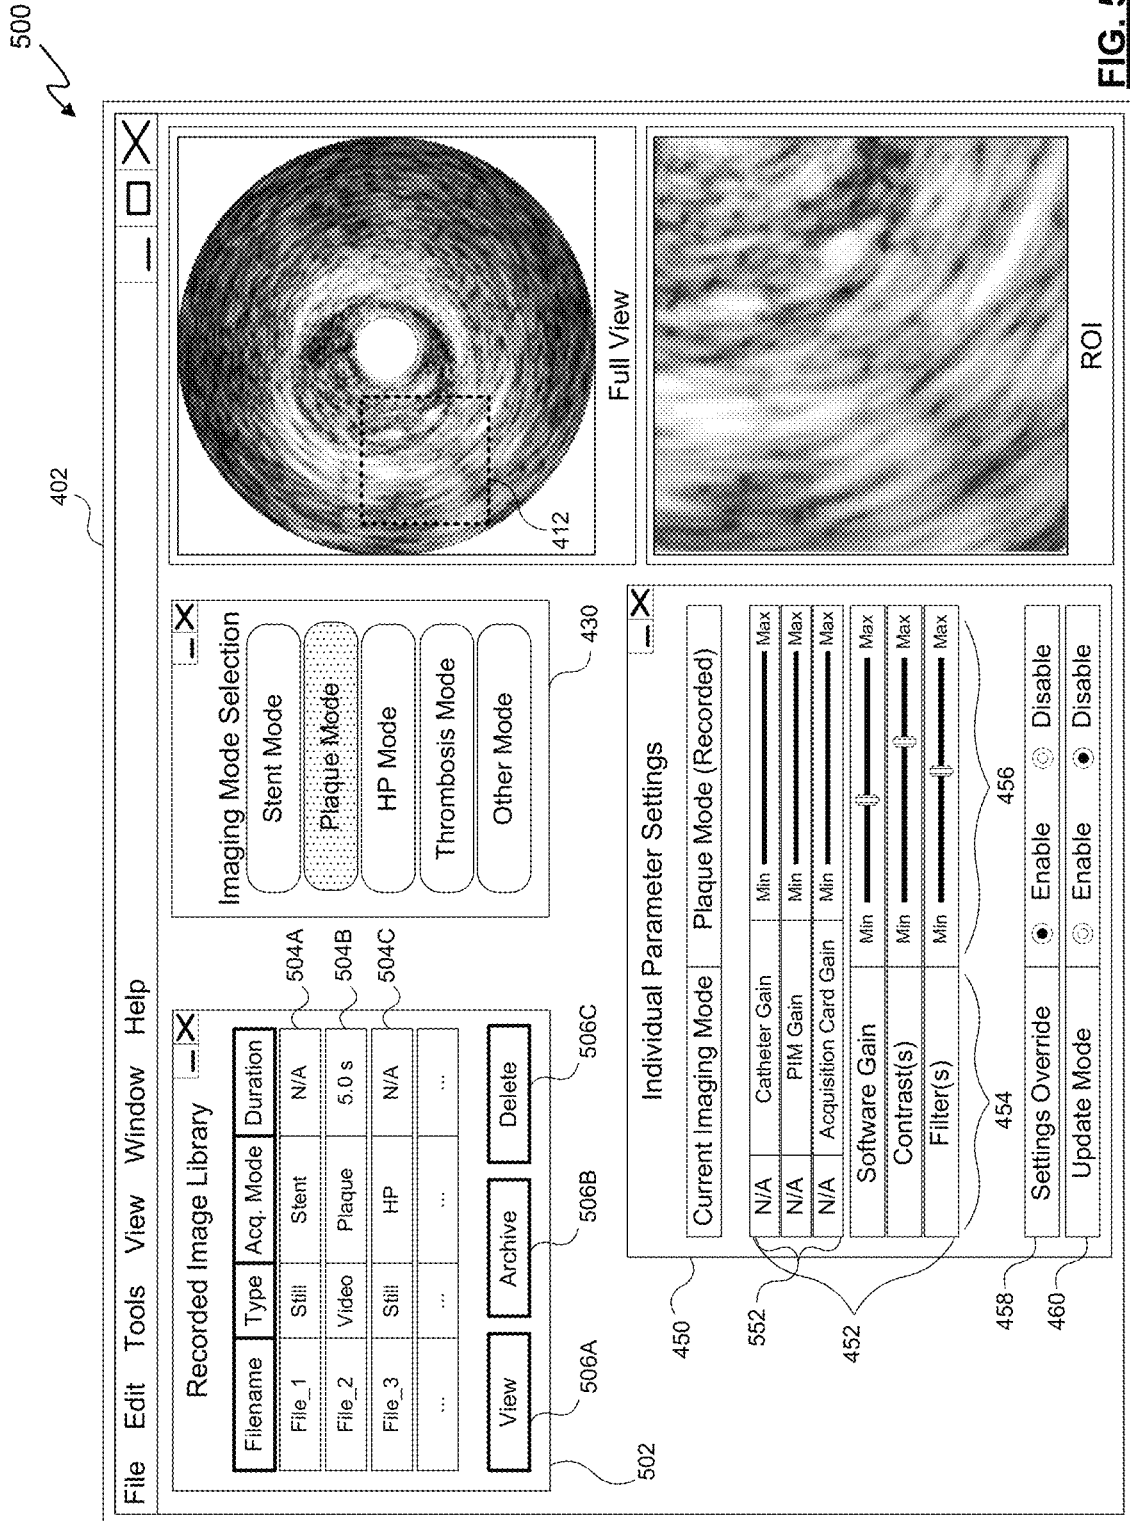 500
402
File Edit Tools View Window Help
Recorded Image Library
Filename Type Acq. Mode Duration
File_1 Still Stent N/A
504A
File_2 Video Plaque 5.0 s
504B
File_3 Still HP N/A
504C
... ... ... ...
View Archive Delete
506A 506B 506C
502
Imaging Mode Selection
Stent Mode
Plaque Mode
HP Mode
Thrombosis Mode
Other Mode
430
412
Full View
ROI
Individual Parameter Settings
450
Current Imaging Mode Plaque Mode (Recorded)
N/A Catheter Gain Min Max
N/A PIM Gain Min Max
N/A Acquisition Card Gain Min Max
552
Software Gain Min Max
Contrast(s) Min Max
Filter(s) Min Max
452
454 456
458
Settings Override Enable Disable
460
Update Mode Enable Disable
FIG. 5